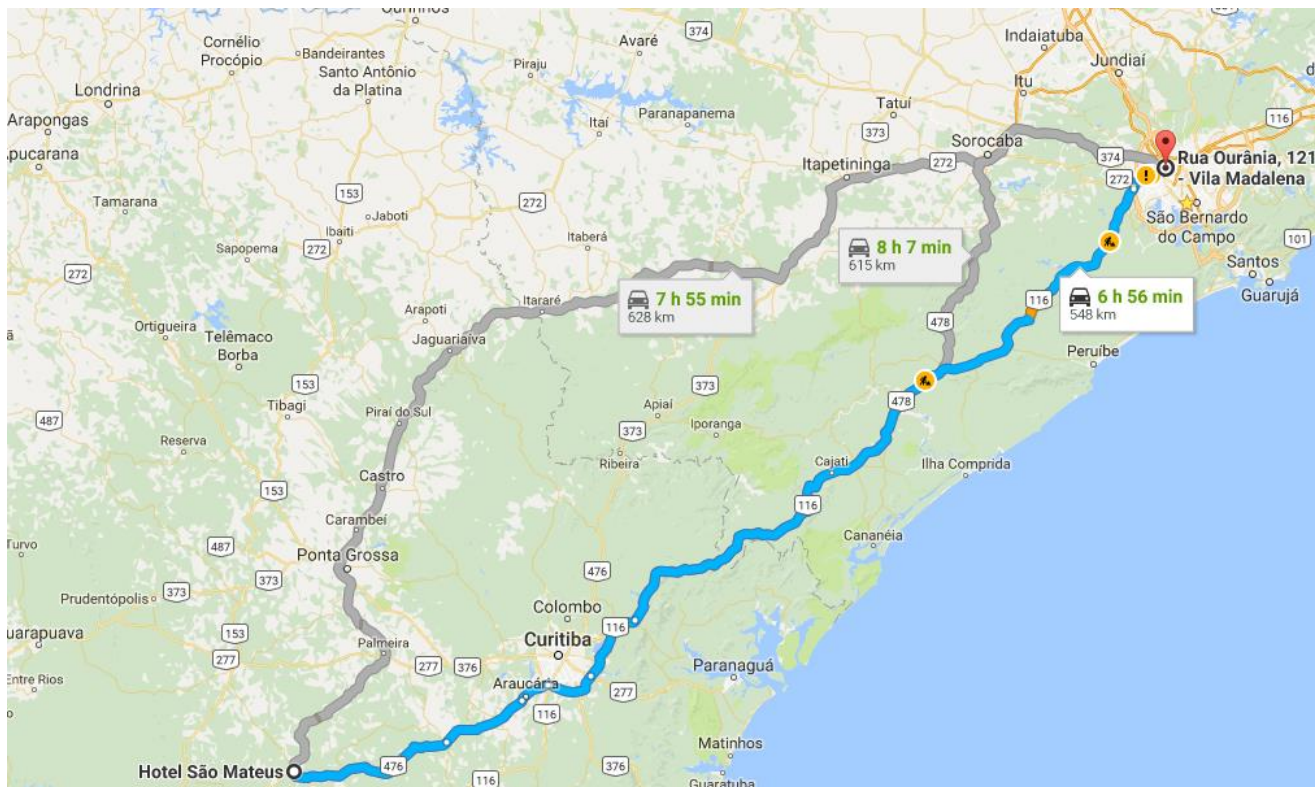 Ourinhos
Cornélio
Procópio
Bandeirantes
Santo Antônio
da Platina
Avaré
374
Indaiatuba
Jundiaí
Piraju
Itu
Londrina
Itaí
Paranapanema
Tatuí
116
Arapongas
373
Apucarana
Sorocaba
374
Itapetininga
272
Rua Ourânia, 121
- Vila Madalena
272
153
Tamarana
272
Jaboti
São Bernardo
do Campo
Ibaiti
272
Sapopema
Itaberá
8 h 7 min
615 km
101
272
Santos
Guarujá
7 h 55 min
628 km
6 h 56 min
548 km
116
Itararé
Arapoti
Ortigueira
Telêmaco
Borba
Jaguariaíva
478
Peruíbe
373
153
478
Tibagi
Piraí do Sul
Apiaí
487
373
Iporanga
Reserva
Ribeira
Cajati
Ilha Comprida
Castro
153
116
Carambeí
Cananéia
Turvo
487
Ponta Grossa
373
476
373
Prudentópolis
Colombo
116
153
Curitiba
277
Palmeira
277
376
Paranaguá
Entre Rios
Araucária
277
116
Matinhos
Hotel São Mateus
476
116
376
Guaratuba